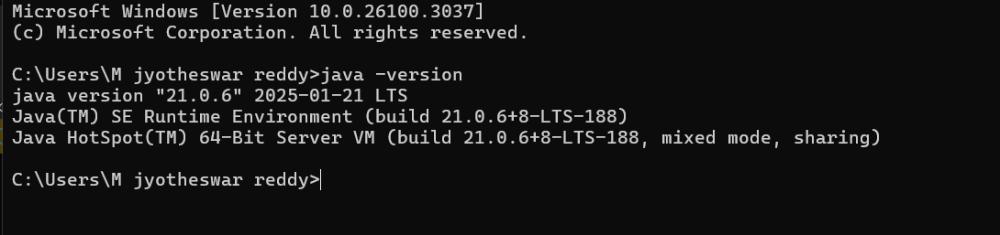 Microsoft Windows [Version 10.0.26100.3037]
(c) Microsoft Corporation. All rights reserved.
C:\Users\M jyotheswar reddy>java -version
java version "21.0.6" 2025-01-21 LTS
Java(TM) SE Runtime Environment (build 21.0.6+8-LTS-188)
Java HotSpot(TM) 64-Bit Server VM (build 21.0.6+8-LTS-188, mixed mode, sharing)
C:\Users\M jyotheswar reddy>